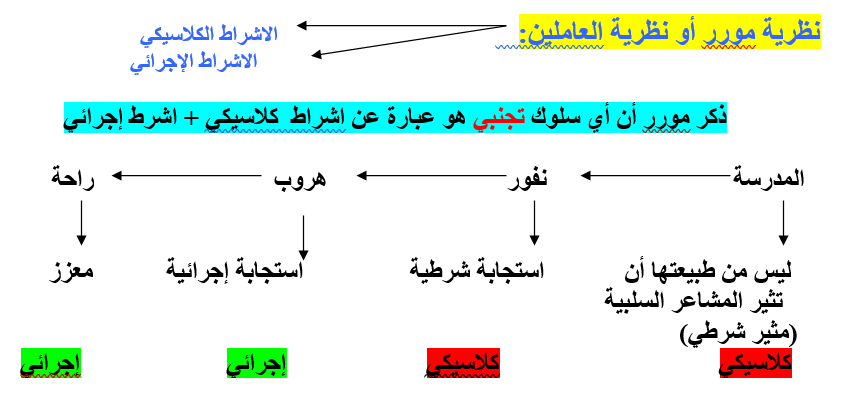 نظرية مورر أو نظرية العاملين:
الاشراط الكلاسيكي
الاشراط الإجرائي
ذكر مورر أن أي سلوك تجنبي هو عبارة عن اشراط كلاسيكي + اشرط إجرائي
المدرسة نفور هروب راحة
ليس من طبيعتها أن استجابة شرطية استجابة إجرائية معزز
تثير المشاعر السلبية
(مثير شرطي)
كلاسيكي كلاسيكي إجرائي إجرائي